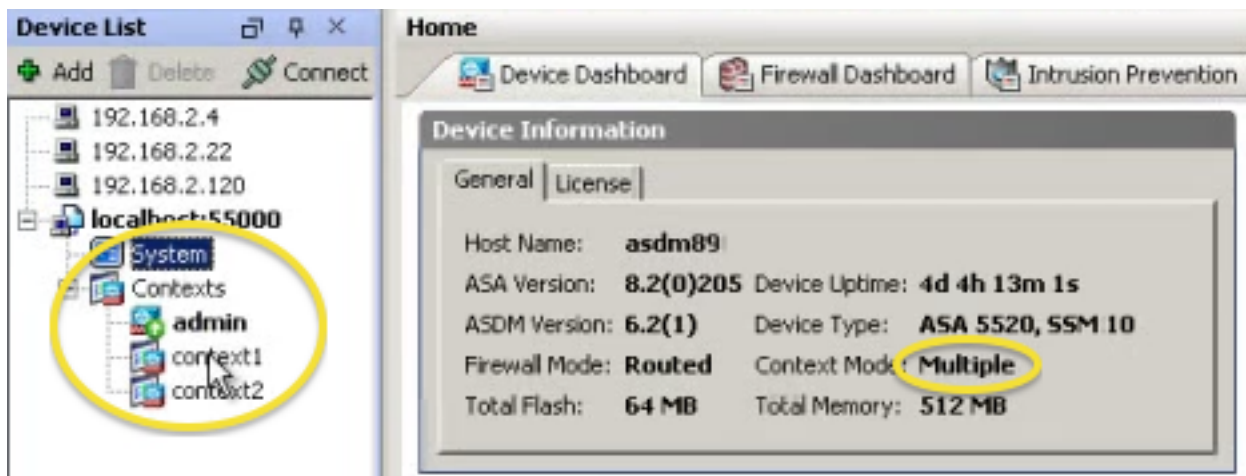 Device List
Add Delete Connect
192.168.2.4
192.168.2.22
192.168.2.120
localhost:55000
System
Contexts
admin
context1
context2
Home
Device Dashboard Firewall Dashboard Intrusion Prevention
Device Information
General License
Host Name: asdm89
ASA Version: 8.2(0)205 Device Uptime: 4d 4h 13m 1s
ASDM Version: 6.2(1) Device Type: ASA 5520, SSM 10
Firewall Mode: Routed Context Mode: Multiple
Total Flash: 64 MB Total Memory: 512 MB